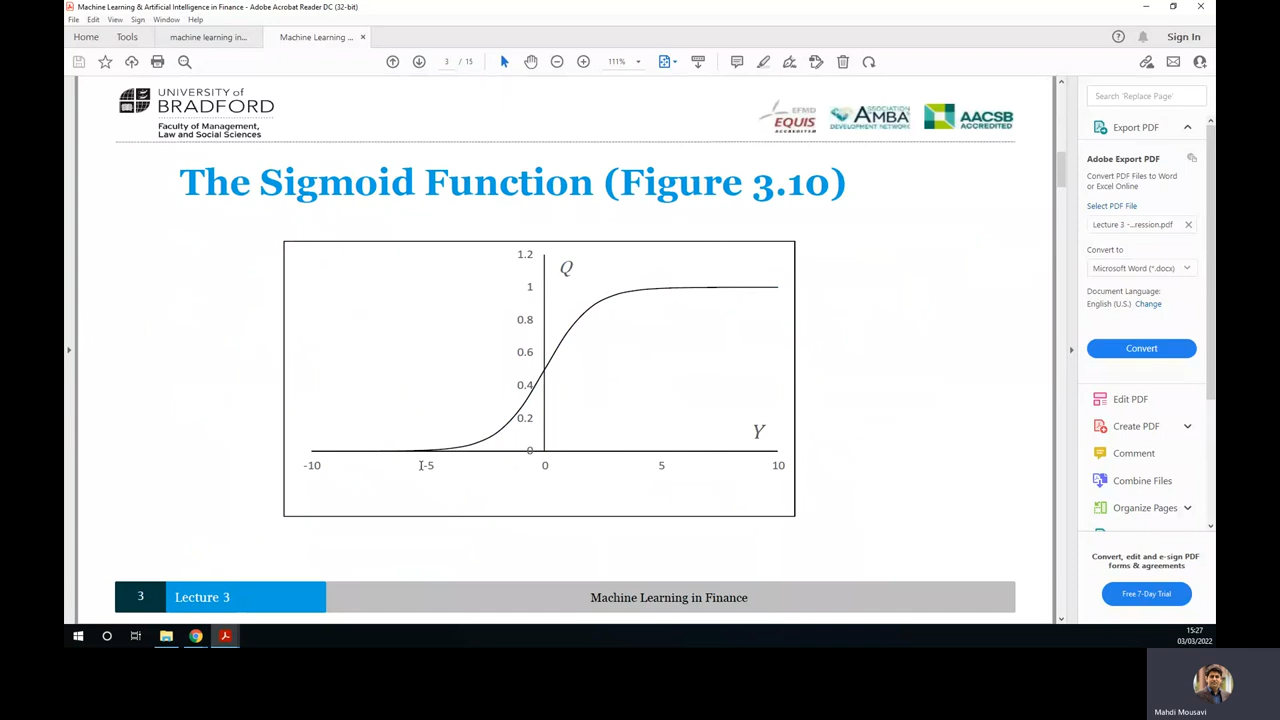 Machine Learning & Artificial Intelligence in Finance - Adobe Acrobat Reader DC (32-bit)
File Edit View Sign Window Help
Home Tools machine learning in... Machine Learning ... × Sign In
3 / 15 111%
UNIVERSITY of
BRADFORD
Faculty of Management,
Law and Social Sciences
EFMD
EQUIS
ACCREDITED
ASSOCIATION
AMBA
DEVELOPMENT NETWORK
AACSB
ACCREDITED
The Sigmoid Function (Figure 3.10)
1.2
Q
1
0.8
0.6
0.4
0.2
Y
0
-10 -5 0 5 10
3 Lecture 3 Machine Learning in Finance
Search 'Replace Page'
Export PDF
Adobe Export PDF
Convert PDF Files to Word
or Excel Online
Select PDF File
Lecture 3 -...ression.pdf ×
Convert to
Microsoft Word (*.docx)
Document Language:
English (U.S.) Change
Convert
Edit PDF
Create PDF
Comment
Combine Files
Organize Pages
Convert, edit and e-sign PDF
forms & agreements
Free 7-Day Trial
15:27
03/03/2022
Mahdi Mousavi